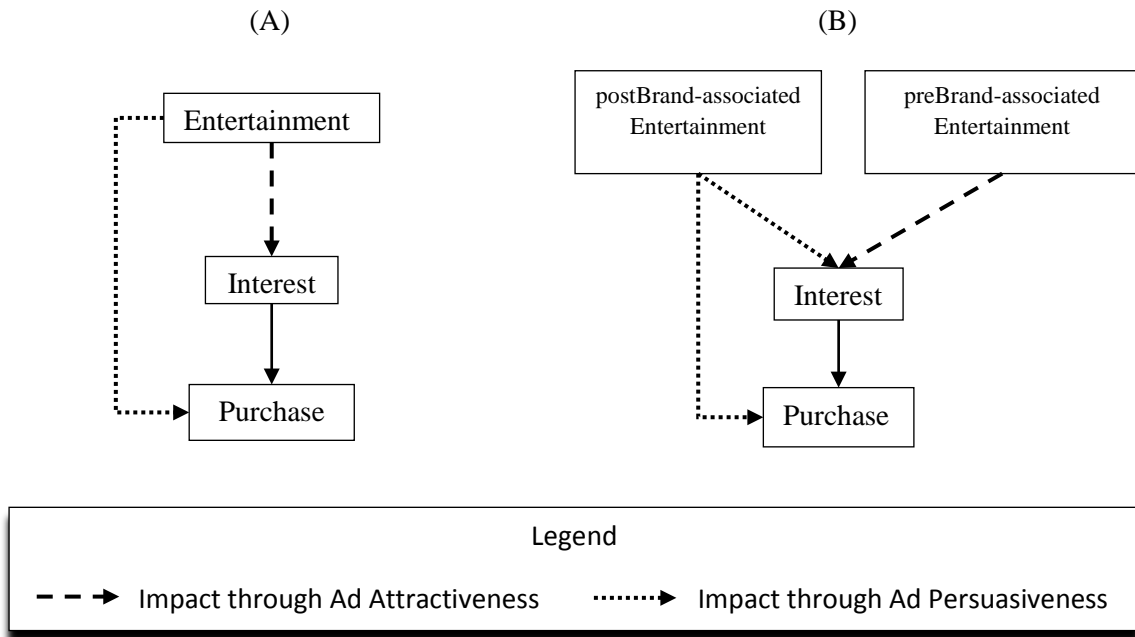 (A)
Entertainment
Interest
Purchase
(B)
postBrand-associated
Entertainment
preBrand-associated
Entertainment
Interest
Purchase
Legend
Impact through Ad Attractiveness
Impact through Ad Persuasiveness